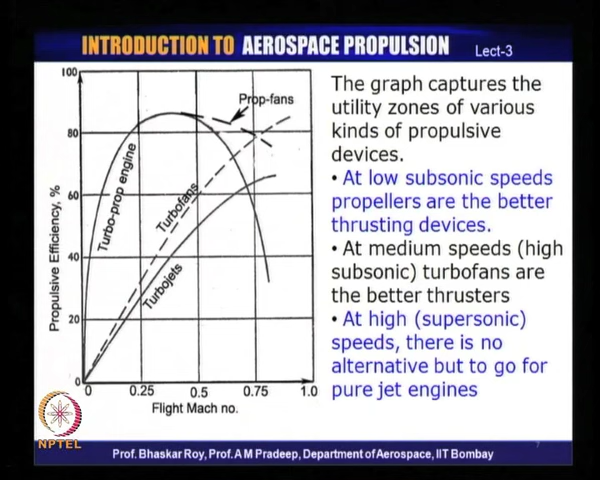 INTRODUCTION TO AEROSPACE PROPULSION
Lect-3
100
80
60
40
20
0
Propulsive Efficiency, %
Turbo-prop engine
Turbofans
Turbojets
Prop-fans
0
0.25
0.5
0.75
1.0
Flight Mach no.
The graph captures the
utility zones of various
kinds of propulsive
devices.
• At low subsonic speeds
propellers are the better
thrusting devices.
• At medium speeds (high
subsonic) turbofans are
the better thrusters
• At high (supersonic)
speeds, there is no
alternative but to go for
pure jet engines
NPTEL
7
Prof. Bhaskar Roy, Prof. A M Pradeep, Department of Aerospace, IIT Bombay